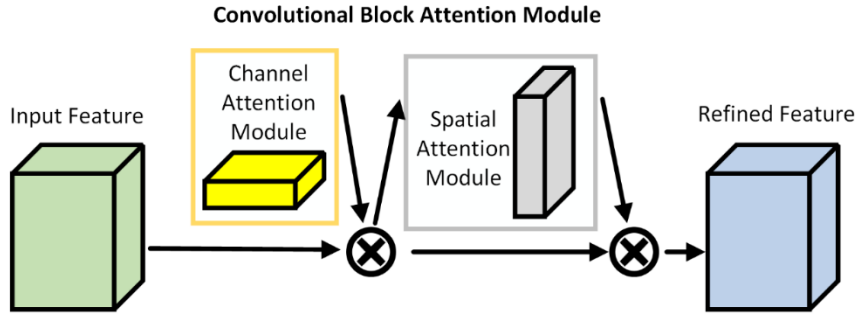 Convolutional Block Attention Module
Input Feature
Channel
Attention
Module
Spatial
Attention
Module
Refined Feature